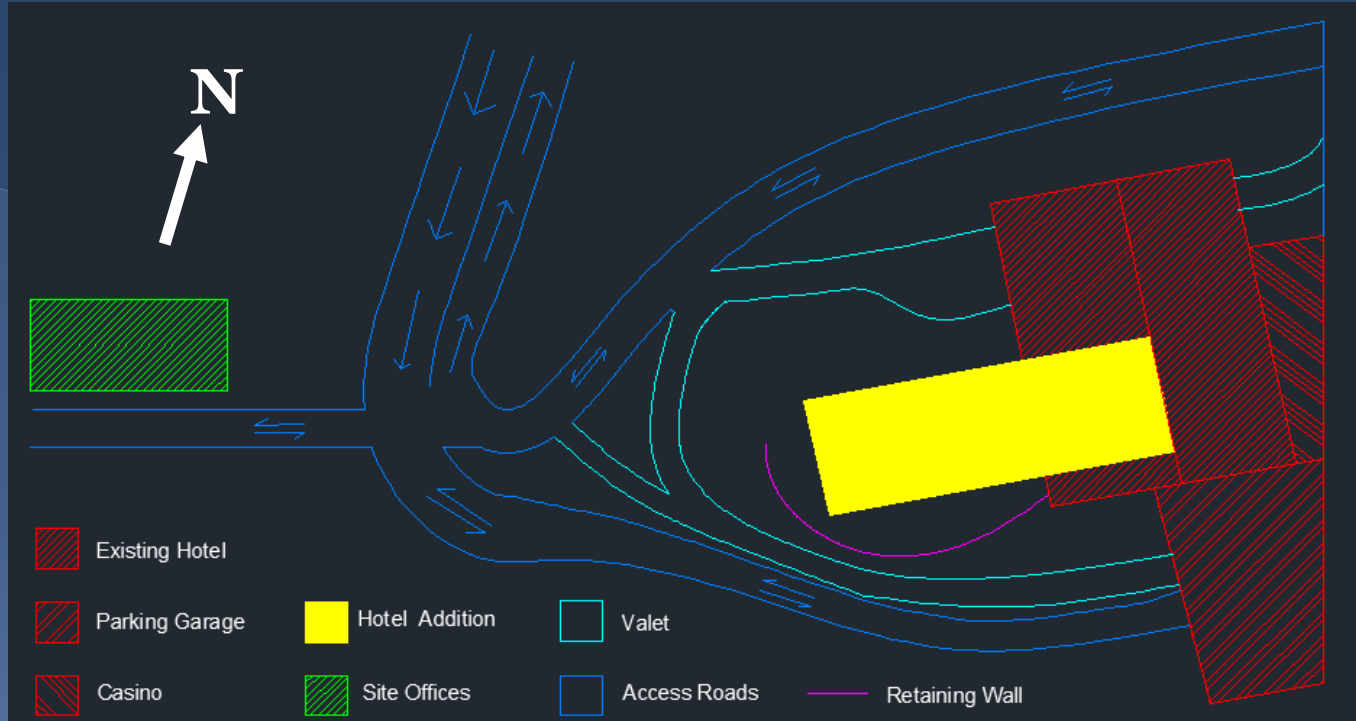 N
Existing Hotel
Parking Garage
Hotel Addition
Valet
Casino
Site Offices
Access Roads
Retaining Wall